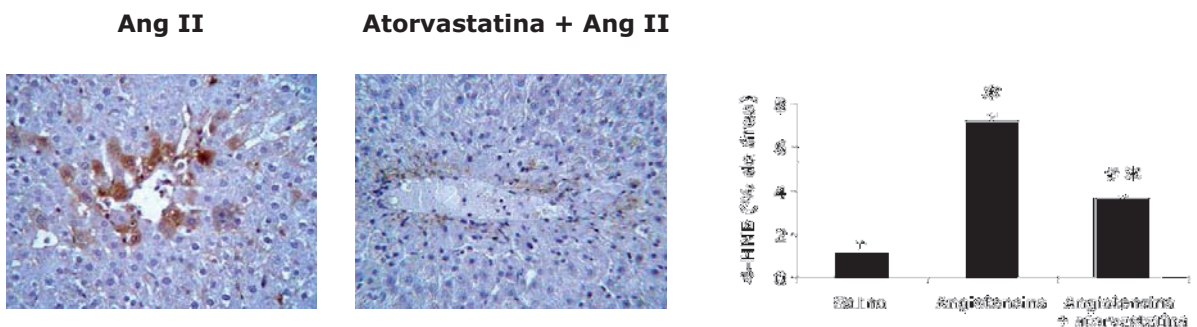 Ang II
Atorvastatina + Ang II
4-HNE (% de área)
8
6
4
2
0
*
**
Salino
Angiotensina
Angiotensina
+ atorvastatina